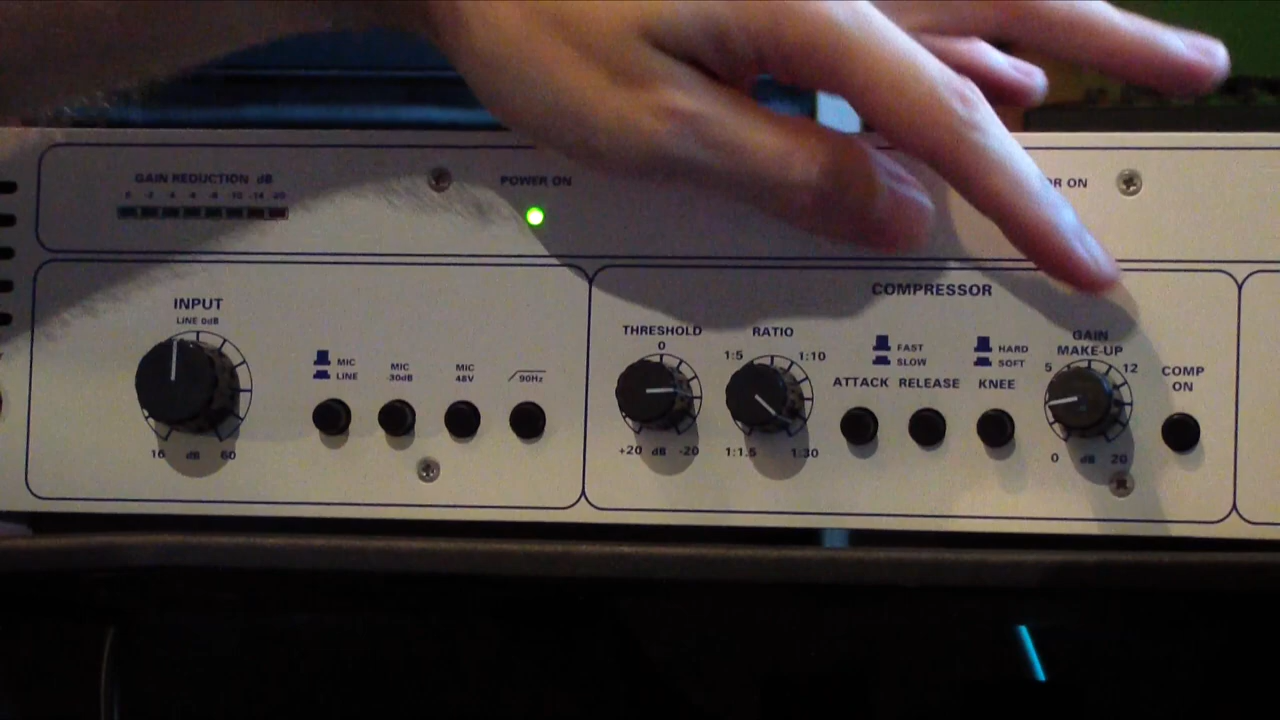 GAIN REDUCTION dB
POWER ON
OR ON
INPUT
LINE 0dB
16 dB 60
MIC
LINE
MIC
-30dB
MIC
48V
90Hz
COMPRESSOR
THRESHOLD
0
+20 dB -20
RATIO
1:5 1:10
1:1.5 1:30
FAST
SLOW
ATTACK RELEASE
HARD
SOFT
KNEE
GAIN
MAKE-UP
5 12
0 dB 20
COMP
ON